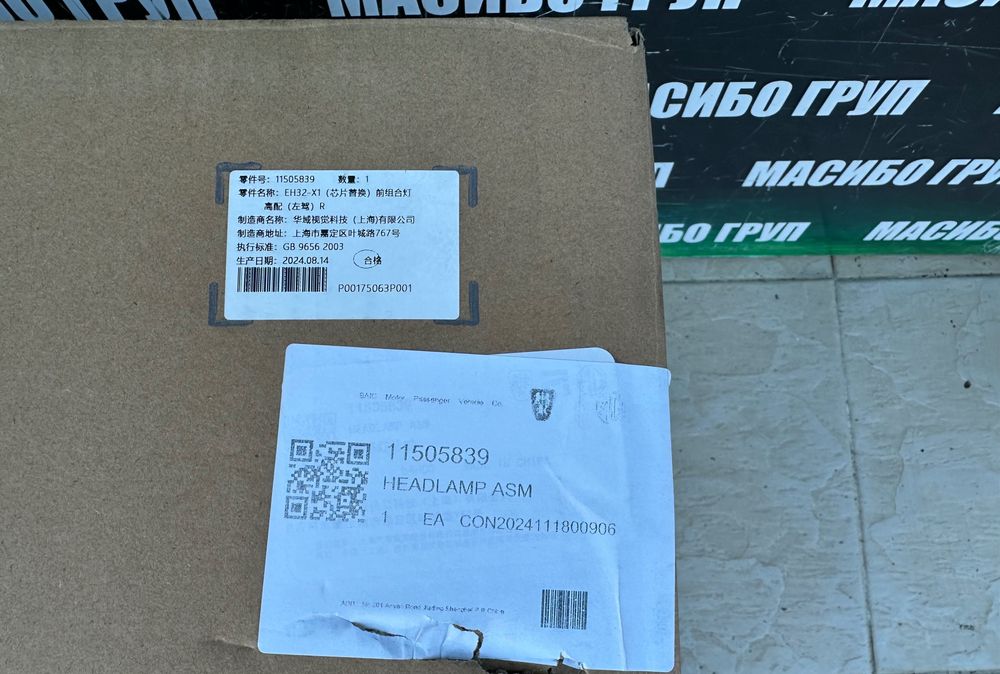 МАСИБО ГРУП
МАСИБО ГРУП
МАСИБО ГРУП
零件号：11505839 数量：1
零件名称：EH32-X1（芯片替换）前组合灯
高配（左驾）R
制造商名称：华域视觉科技（上海）有限公司
制造商地址：上海市嘉定区叶城路767号
执行标准：GB 9656 2003
生产日期：2024.08.14 合格
P00175063P001
Motor Passenger Vehicle Co.
11505839
HEADLAMP ASM
1 EA CON2024111800906
Road Jiading Shanghai P.R.China